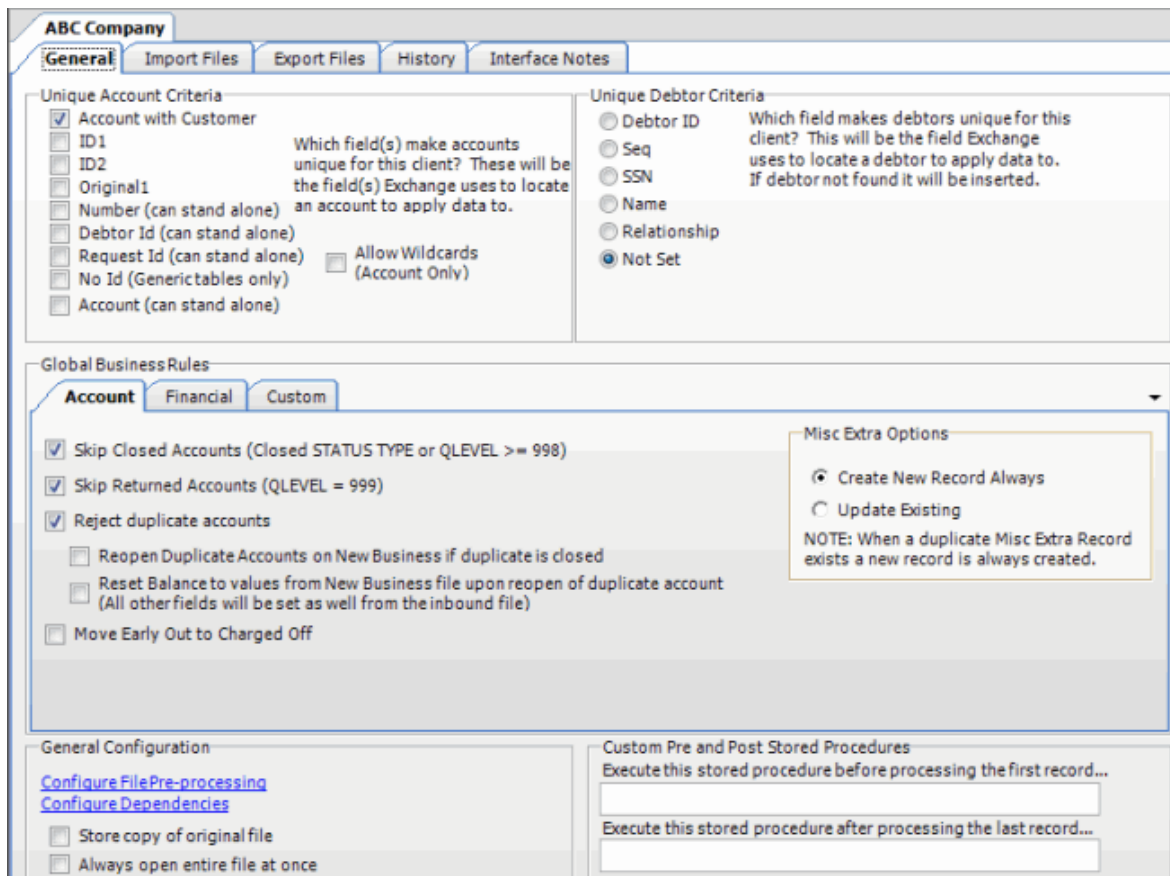 ABC Company
General
Import Files
Export Files
History
Interface Notes
Unique Account Criteria
Account with Customer
ID1
ID2
Original1
Number (can stand alone)
Debtor Id (can stand alone)
Request Id (can stand alone)
No Id (Generic tables only)
Account (can stand alone)
Which field(s) make accounts
unique for this client? These will be
the field(s) Exchange uses to locate
an account to apply data to.
Allow Wildcards
(Account Only)
Unique Debtor Criteria
Debtor ID
Seq
SSN
Name
Relationship
Not Set
Which field makes debtors unique for this
client? This will be the field Exchange
uses to locate a debtor to apply data to.
If debtor not found it will be inserted.
Global Business Rules
Account
Financial
Custom
Skip Closed Accounts (Closed STATUS TYPE or QLEVEL >= 998)
Skip Returned Accounts (QLEVEL = 999)
Reject duplicate accounts
Reopen Duplicate Accounts on New Business if duplicate is closed
Reset Balance to values from New Business file upon reopen of duplicate account
(All other fields will be set as well from the inbound file)
Move Early Out to Charged Off
Misc Extra Options
Create New Record Always
Update Existing
NOTE: When a duplicate Misc Extra Record
exists a new record is always created.
General Configuration
Configure File Pre-processing
Configure Dependencies
Store copy of original file
Always open entire file at once
Custom Pre and Post Stored Procedures
Execute this stored procedure before processing the first record...
Execute this stored procedure after processing the last record...